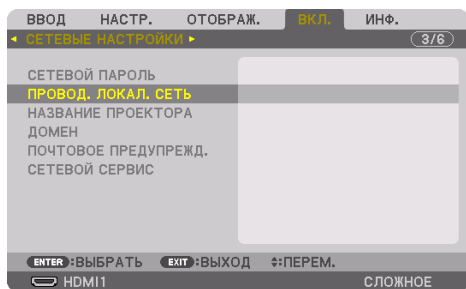 ВВОД НАСТР. ОТОБРАЖ. ВКЛ. ИНФ.
СЕТЕВЫЕ НАСТРОЙКИ 3/6
СЕТЕВОЙ ПАРОЛЬ
ПРОВОД. ЛОКАЛ. СЕТЬ
НАЗВАНИЕ ПРОЕКТОРА
ДОМЕН
ПОЧТОВОЕ ПРЕДУПРЕЖД.
СЕТЕВОЙ СЕРВИС
ENTER :ВЫБРАТЬ EXIT :ВЫХОД :ПЕРЕМ.
HDMI1 СЛОЖНОЕ